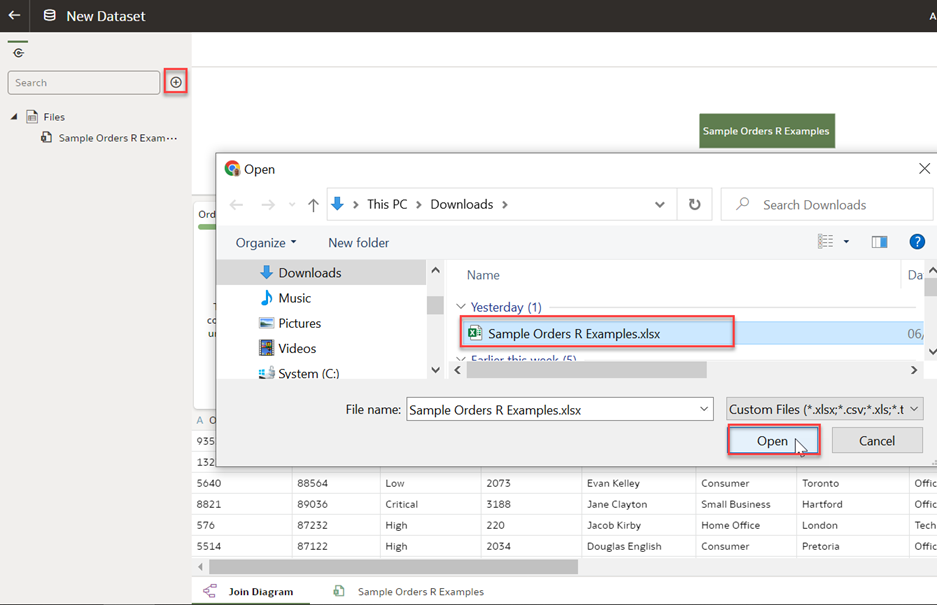 New Dataset
A
Search
Files
Sample Orders R Exam...
Sample Orders R Examples
Open
This PC > Downloads >
Search Downloads
Organize
New folder
?
Downloads
Music
Pictures
Videos
System (C:)
Name
Da
Yesterday (1)
Sample Orders R Examples.xlsx
06/
Earlier this week (5)
File name:
Sample Orders R Examples.xlsx
Custom Files (*.xlsx;*.csv;*.xls;*.t
Open
Cancel
Ord
T
co
u
A O
935
132
5640 88564 Low 2073 Evan Kelley Consumer Toronto Offic
8821 89036 Critical 3188 Jane Clayton Small Business Hartford Offic
576 87232 High 220 Jacob Kirby Home Office London Tech
5514 87122 High 2034 Douglas English Consumer Pretoria Offic
Join Diagram
Sample Orders R Examples